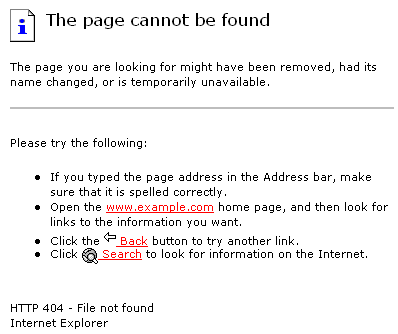 The page cannot be found
The page you are looking for might have been removed, had its
name changed, or is temporarily unavailable.
Please try the following:
If you typed the page address in the Address bar, make
sure that it is spelled correctly.
Open the www.example.com home page, and then look for
links to the information you want.
Click the Back button to try another link.
Click Search to look for information on the Internet.
HTTP 404 - File not found
Internet Explorer